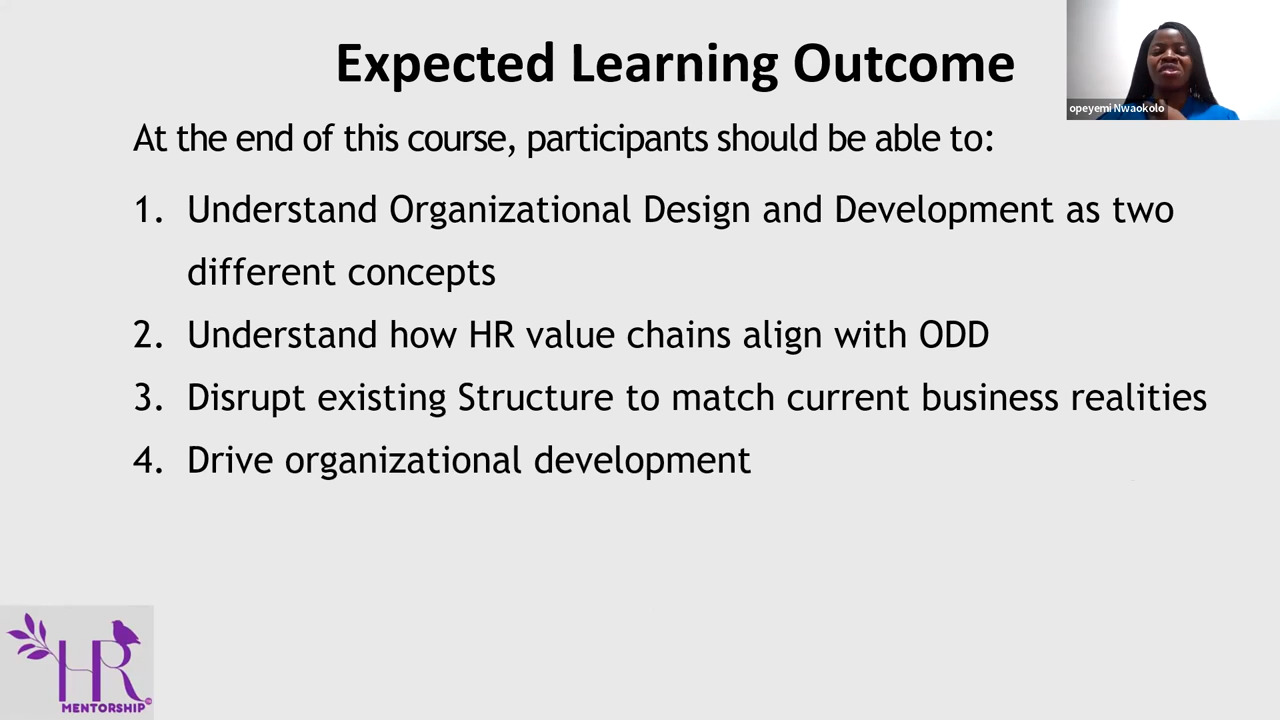 Expected Learning Outcome
opeyemi Nwaokolo
At the end of this course, participants should be able to:
1. Understand Organizational Design and Development as two
different concepts
2. Understand how HR value chains align with ODD
3. Disrupt existing Structure to match current business realities
4. Drive organizational development
HR
MENTORSHIP